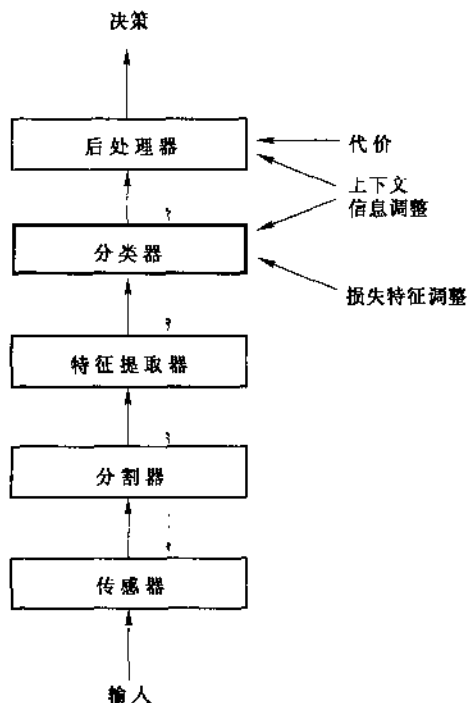 决策
后处理器
代价
上下文
信息调整
分类器
损失特征调整
特征提取器
分割器
传感器
输入